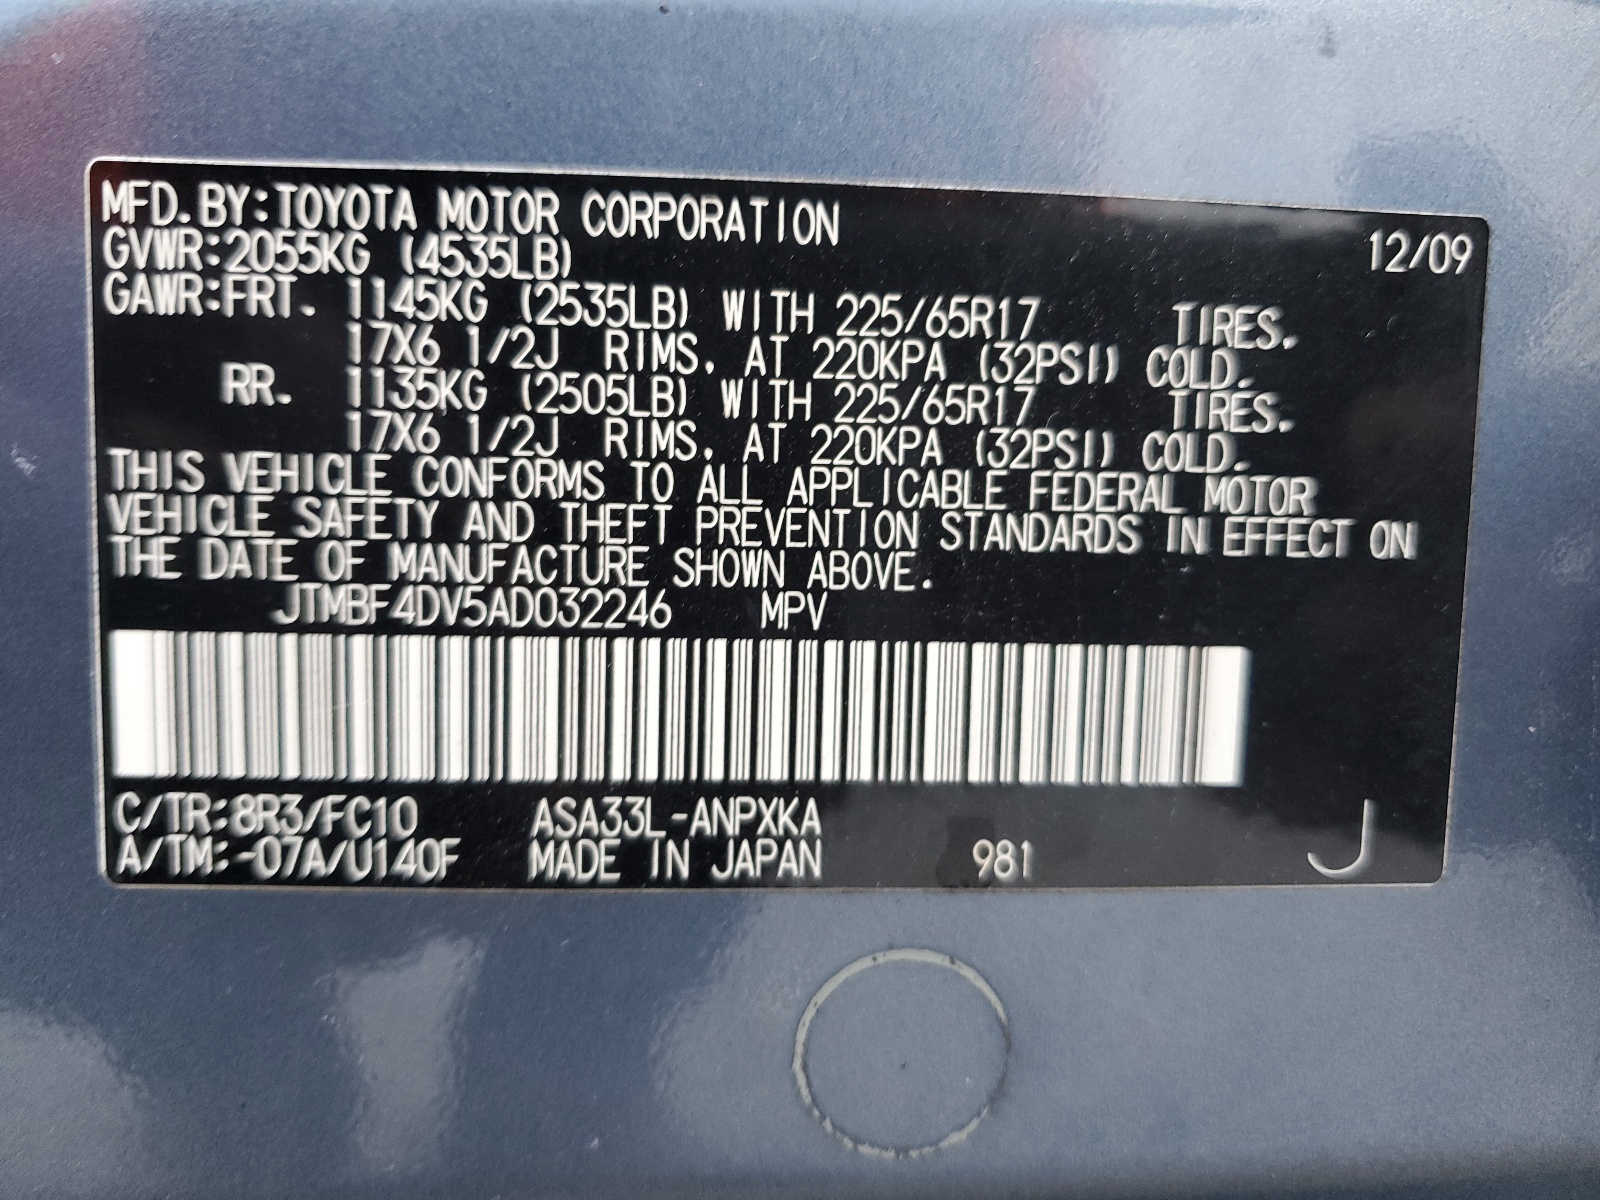 MFD. BY: TOYOTA MOTOR CORPORATION 12/09
GVWR: 2055KG (4535LB)
GAWR: FRT. 1145KG (2535LB) WITH 225/65R17 TIRES.
17X6 1/2J RIMS. AT 220KPA (32PSI) COLD.
RR. 1135KG (2505LB) WITH 225/65R17 TIRES.
17X6 1/2J RIMS. AT 220KPA (32PSI) COLD.
THIS VEHICLE CONFORMS TO ALL APPLICABLE FEDERAL MOTOR
VEHICLE SAFETY AND THEFT PREVENTION STANDARDS IN EFFECT ON
THE DATE OF MANUFACTURE SHOWN ABOVE.
JTMBF4DV5AD032246 MPV
C/TR: 8R3/FC10 ASA33L-ANPXKA
A/TM: -07A/U140F MADE IN JAPAN 981 J